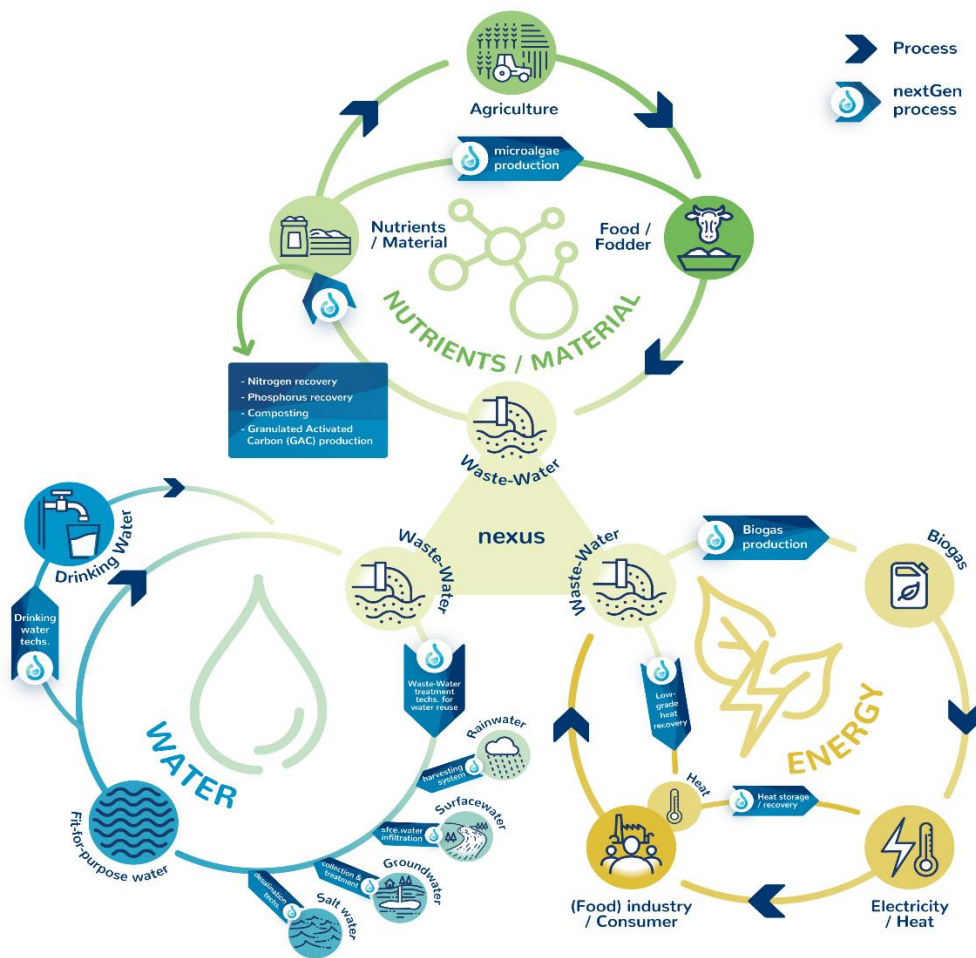 Process
nextGen
process
Agriculture
microalgae
production
Nutrients
/ Material
Food /
Fodder
NUTRIENTS / MATERIAL
- Nitrogen recovery
- Phosphorus recovery
- Composting
- Granulated Activated
Carbon (GAC) production
Waste-Water
nexus
Drinking Water
Waste-Water
Drinking
water
techs.
Waste-Water
treatment
techs. for
water reuse
WATER
Rainwater
harvesting
system
Surfacewater
sfce.water
infiltration
Groundwater
collection &
treatment
Salt water
desalination
techs.
Fit-for-purpose water
Waste-Water
Biogas
production
Biogas
Low-
grade heat
recovery
ENERGY
Heat
Heat storage
/ recovery
(Food) industry
/ Consumer
Electricity
/ Heat